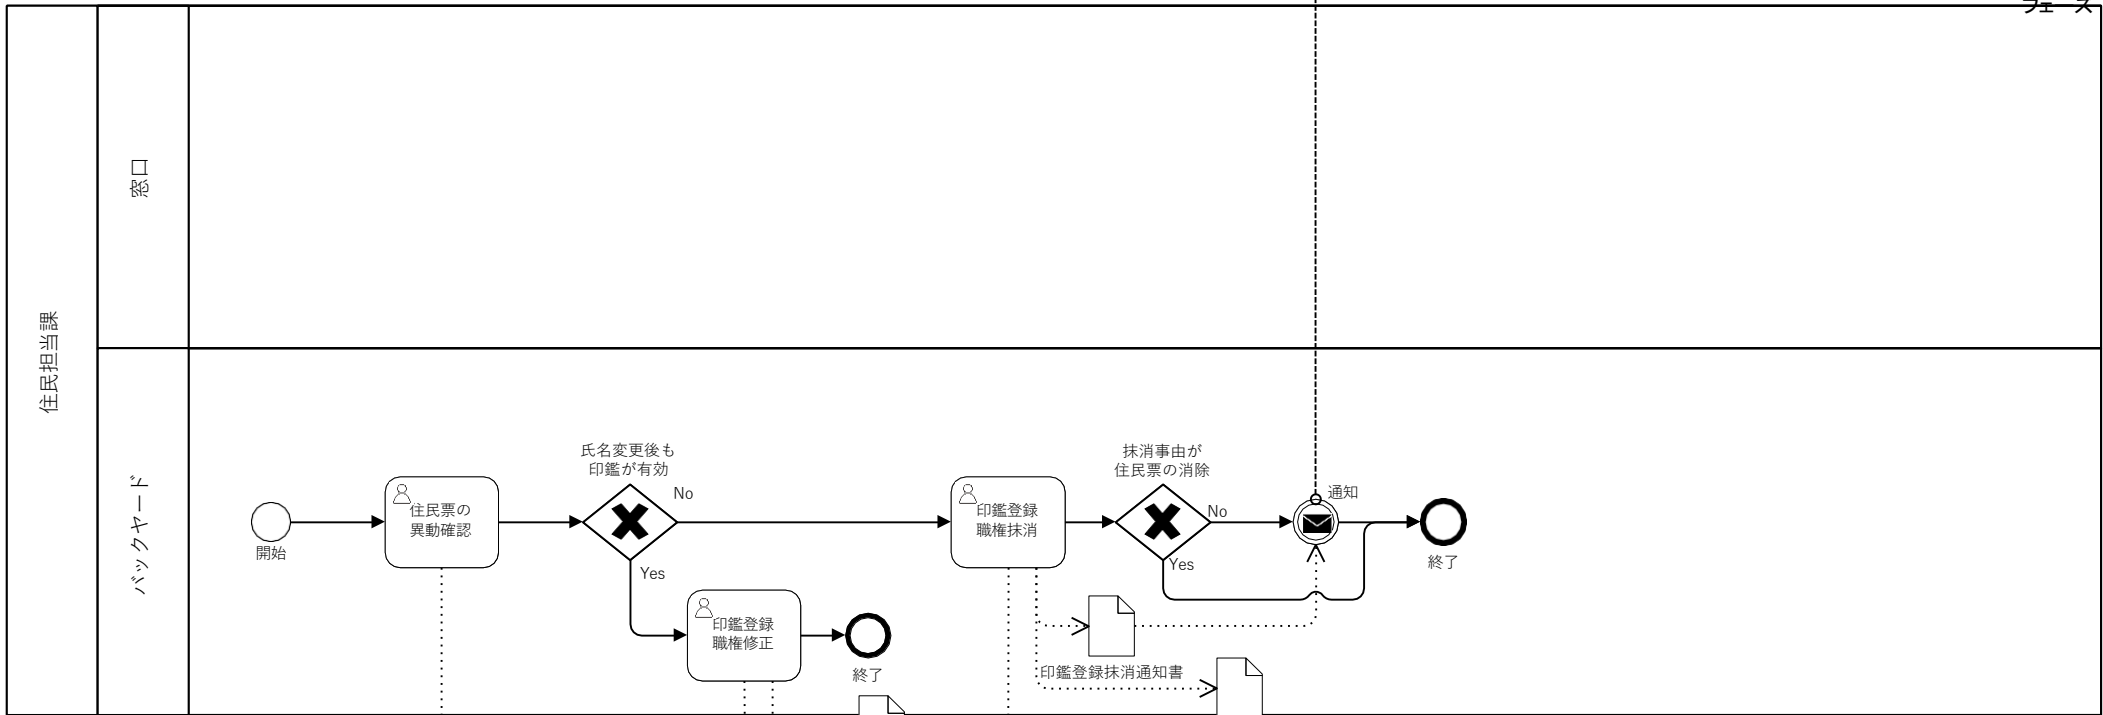 フェーズ
住民担当課
窓口
バックヤード
開始
住民票の
異動確認
氏名変更後も
印鑑が有効
No
Yes
印鑑登録
職権修正
終了
印鑑登録
職権抹消
抹消事由が
住民票の消除
No
Yes
通知
終了
印鑑登録抹消通知書